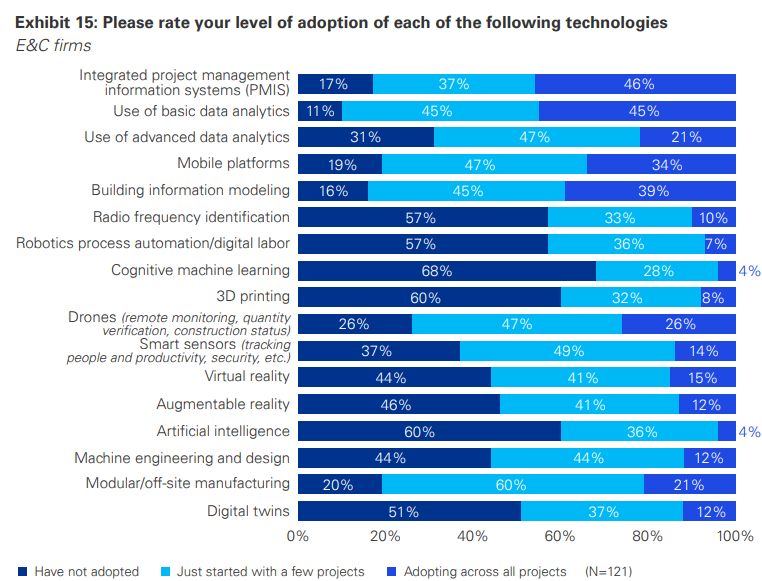 Exhibit 15: Please rate your level of adoption of each of the following technologies
E&C firms
Integrated project management
information systems (PMIS) 17% 37% 46%
Use of basic data analytics 11% 45% 45%
Use of advanced data analytics 31% 47% 21%
Mobile platforms 19% 47% 34%
Building information modeling 16% 45% 39%
Radio frequency identification 57% 33% 10%
Robotics process automation/digital labor 57% 36% 7%
Cognitive machine learning 68% 28% 4%
3D printing 60% 32% 8%
Drones (remote monitoring, quantity
verification, construction status) 26% 47% 26%
Smart sensors (tracking
people and productivity, security, etc.) 37% 49% 14%
Virtual reality 44% 41% 15%
Augmentable reality 46% 41% 12%
Artificial intelligence 60% 36% 4%
Machine engineering and design 44% 44% 12%
Modular/off-site manufacturing 20% 60% 21%
Digital twins 51% 37% 12%
0% 20% 40% 60% 80% 100%
Have not adopted Just started with a few projects Adopting across all projects (N=121)